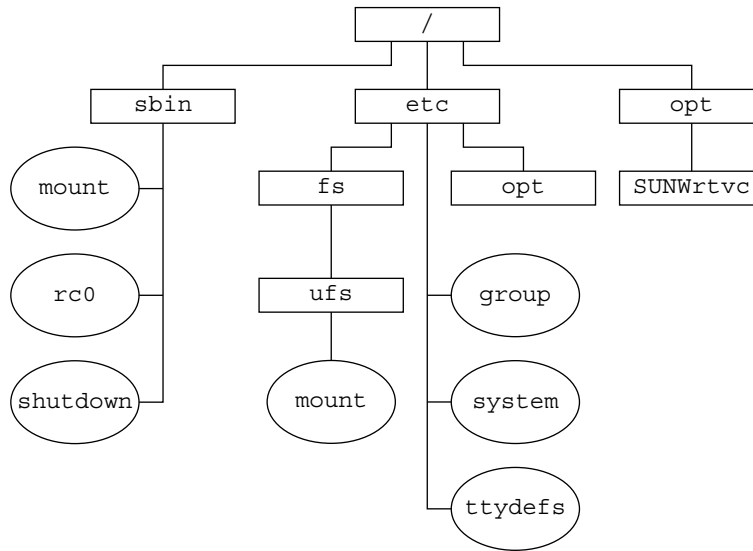 /
sbin
etc
opt
mount
fs
opt
SUNWrtvc
rc0
ufs
group
shutdown
mount
system
ttydefs